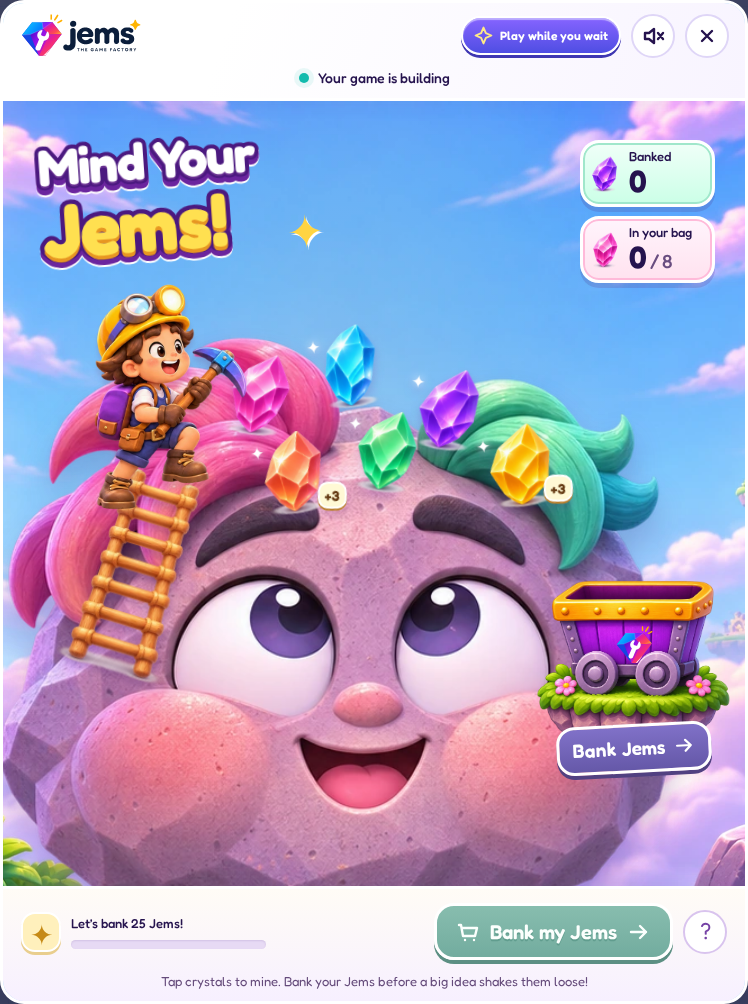 jems
THE GAME FACTORY
Play while you wait
Your game is building
Mind Your
Jems!
Banked
0
In your bag
0 / 8
+3
+3
Bank Jems
Let's bank 25 Jems!
Bank my Jems
?
Tap crystals to mine. Bank your Jems before a big idea shakes them loose!